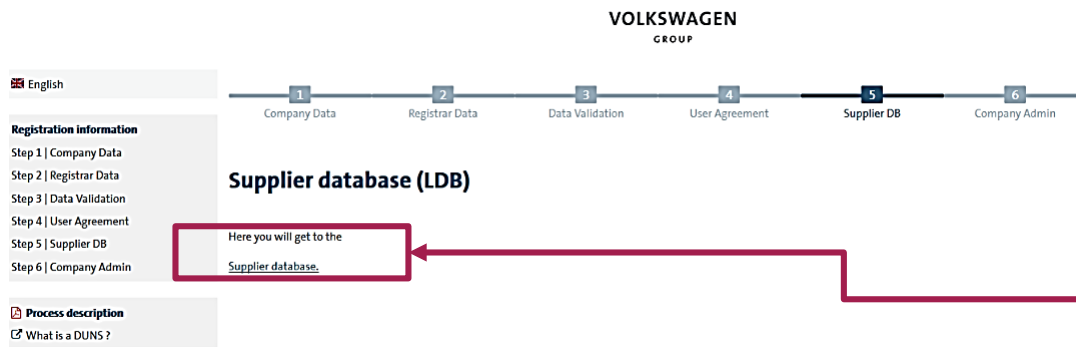 VOLKSWAGEN
GROUP
English
1 2 3 4 5 6
Company Data Registrar Data Data Validation User Agreement Supplier DB Company Admin
Registration information
Step 1 | Company Data
Step 2 | Registrar Data
Step 3 | Data Validation
Step 4 | User Agreement
Step 5 | Supplier DB
Step 6 | Company Admin
Process description
What is a DUNS ?
Supplier database (LDB)
Here you will get to the
Supplier database.